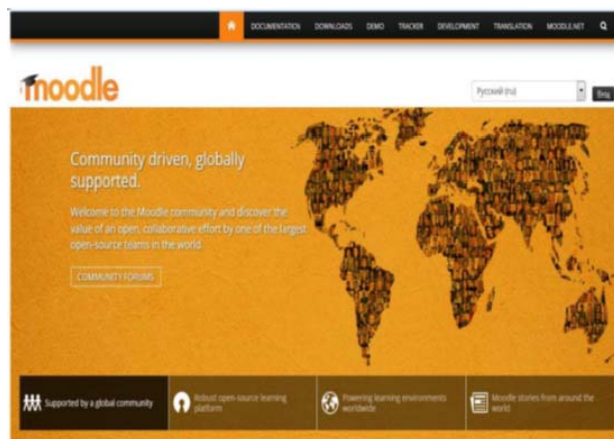 DOCUMENTATION DOWNLOADS DEMO TRACKER DEVELOPMENT TRANSLATION MOODLE.NET
moodle
Русский (ru)
Вход
Community driven, globally
supported.
Welcome to the Moodle community and discover the
value of an open, collaborative effort by one of the largest
open-source teams in the world.
COMMUNITY FORUMS
Supported by a global community
Robust open-source learning
platform
Powering learning environments
worldwide
Moodle stories from around the
world